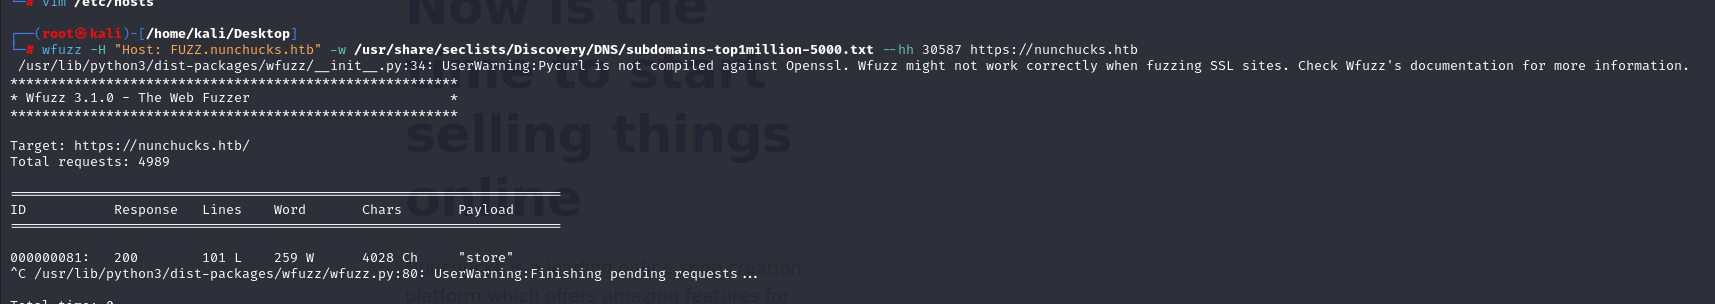 └─# vim /etc/hosts
┌──(root㉿kali)-[/home/kali/Desktop]
└─# wfuzz -H "Host: FUZZ.nunchucks.htb" -w /usr/share/seclists/Discovery/DNS/subdomains-top1million-5000.txt --hh 30587 https://nunchucks.htb
/usr/lib/python3/dist-packages/wfuzz/__init__.py:34: UserWarning:Pycurl is not compiled against Openssl. Wfuzz might not work correctly when fuzzing SSL sites. Check Wfuzz's documentation for more information.
********************************************************
* Wfuzz 3.1.0 - The Web Fuzzer                         *
********************************************************
Target: https://nunchucks.htb/
Total requests: 4989
=====================================================================
ID           Response   Lines    Word       Chars       Payload
=====================================================================
000000081:   200        101 L    259 W      4028 Ch     "store"
^C /usr/lib/python3/dist-packages/wfuzz/wfuzz.py:80: UserWarning:Finishing pending requests...
Total time: 0
Now is the
time to start
selling things
online
platform which offers amazing features for